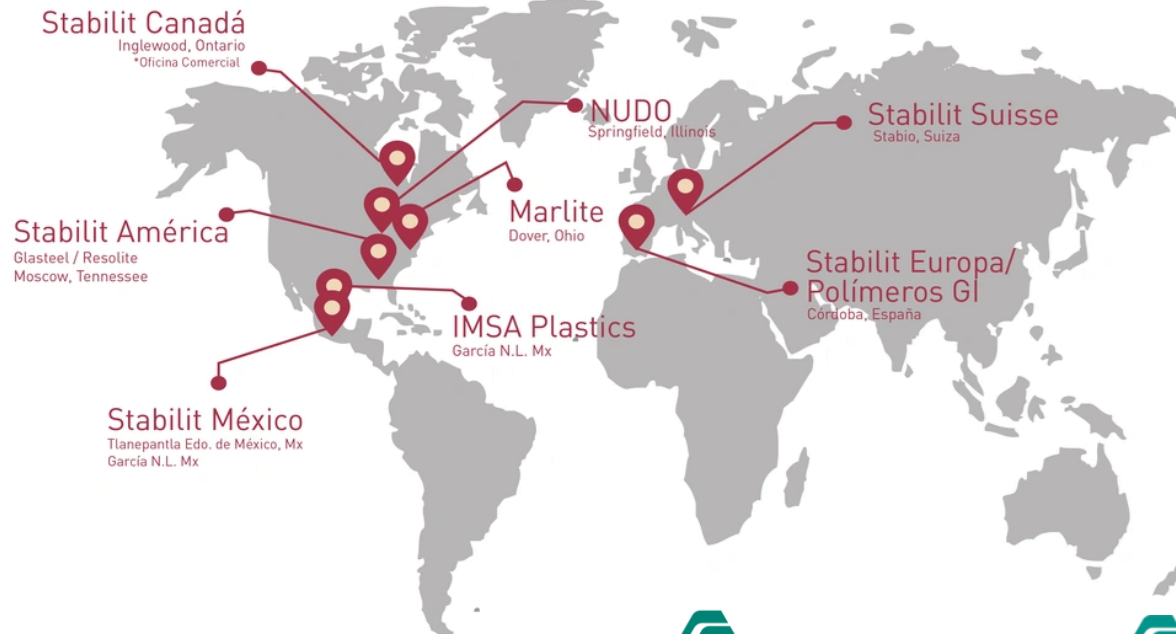 Stabilit Canadá
Inglewood, Ontario
*Oficina Comercial
NUDO
Springfield, Illinois
Stabilit Suisse
Stabio, Suiza
Marlite
Dover, Ohio
Stabilit América
Glasteel / Resolite
Moscow, Tennessee
Stabilit Europa/
Polímeros GI
Córdoba, España
IMSA Plastics
García N.L. Mx
Stabilit México
Tlanepantla Edo. de México, Mx
García N.L. Mx